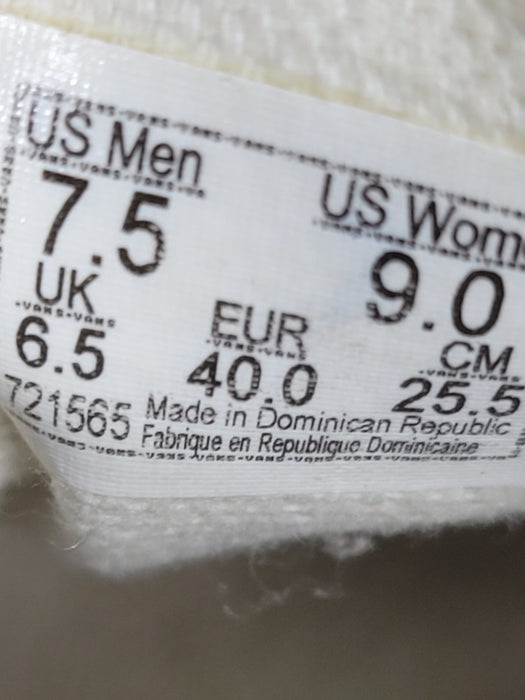 US Men
7.5
US Wom
9.0
UK
6.5
EUR
40.0
CM
25.5
721565
Made in Dominican Republic
Fabrique en Republique Dominicaine